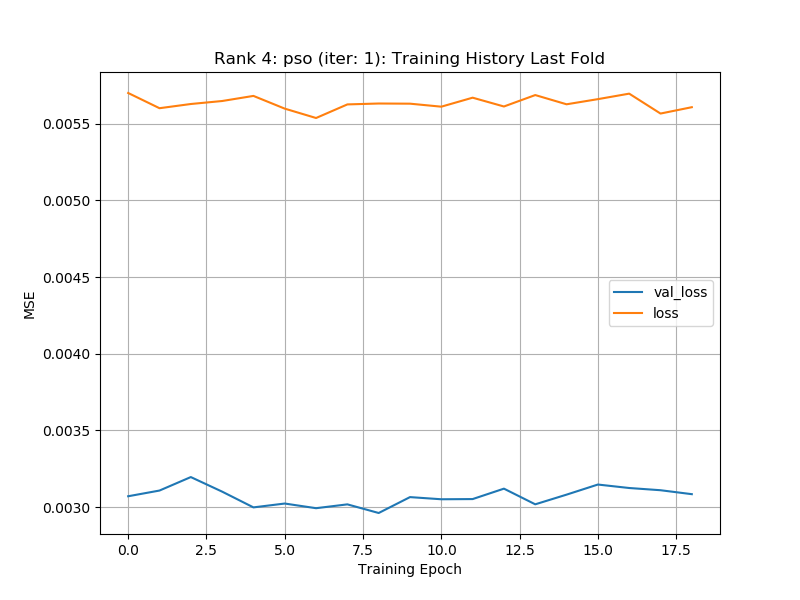 Rank 4: pso (iter: 1): Training History Last Fold
0.0055
0.0050
0.0045
0.0040
0.0035
0.0030
MSE
val_loss
loss
0.0 2.5 5.0 7.5 10.0 12.5 15.0 17.5
Training Epoch